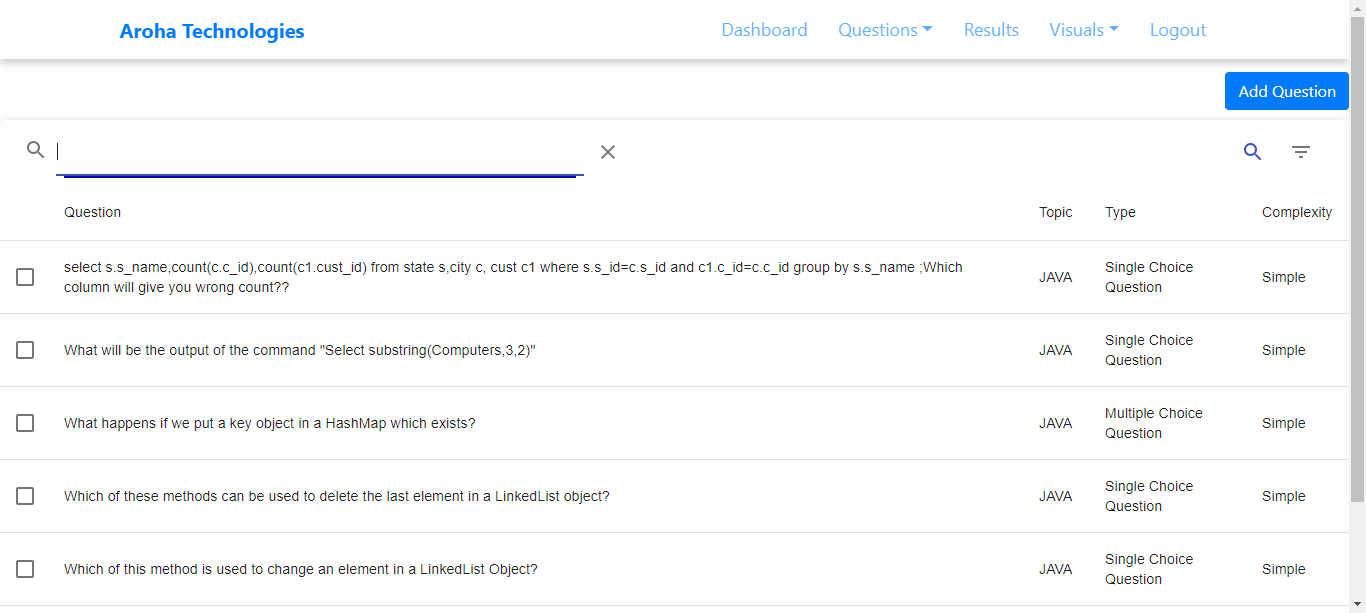 Aroha Technologies
Dashboard Questions Results Visuals Logout
Add Question
Question Topic Type Complexity
select s.s_name,count(c.c_id),count(c1.cust_id) from state s,city c, cust c1 where s.s_id=c.s_id and c1.c_id=c.c_id group by s.s_name ;Which
column will give you wrong count??
JAVA
Single Choice
Question
Simple
What will be the output of the command "Select substring(Computers,3,2)"
JAVA
Single Choice
Question
Simple
What happens if we put a key object in a HashMap which exists?
JAVA
Multiple Choice
Question
Simple
Which of these methods can be used to delete the last element in a LinkedList object?
JAVA
Single Choice
Question
Simple
Which of this method is used to change an element in a LinkedList Object?
JAVA
Single Choice
Question
Simple